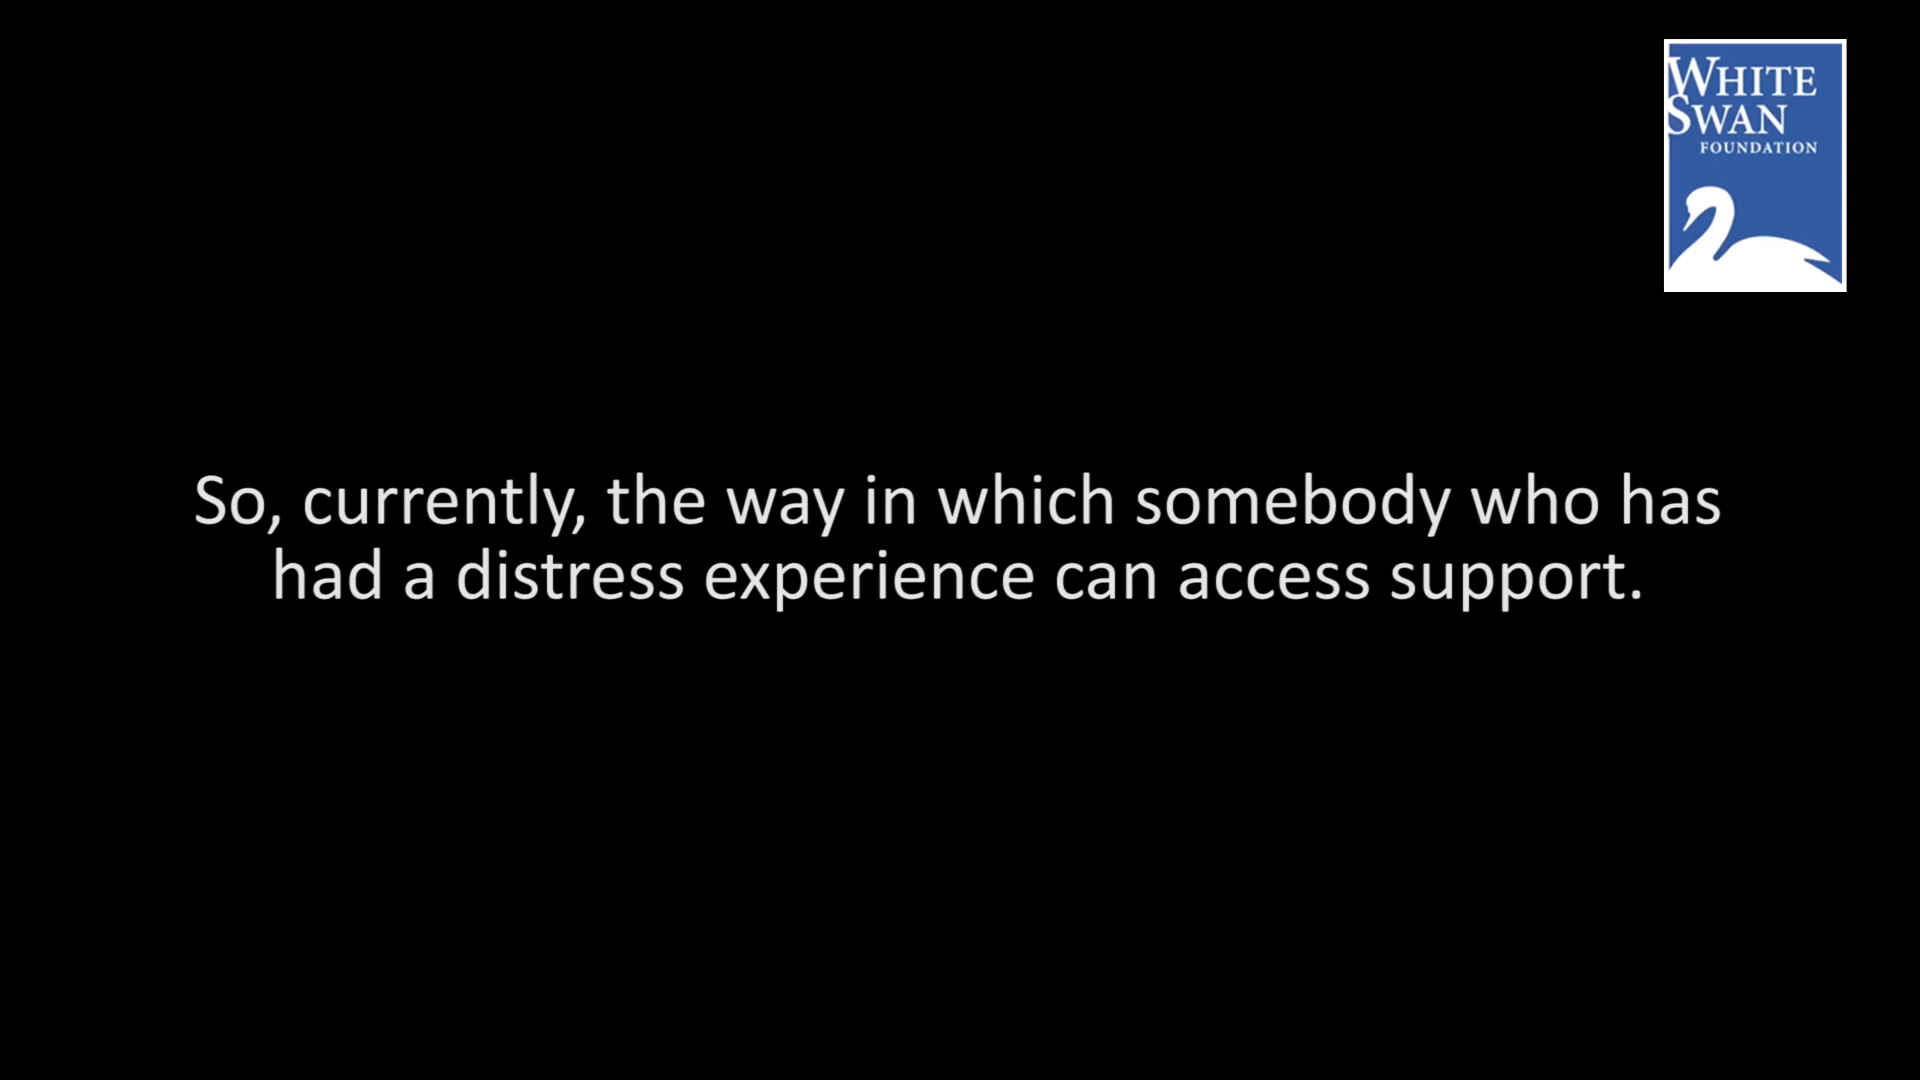 WHITE
SWAN
FOUNDATION
So, currently, the way in which somebody who has
had a distress experience can access support.